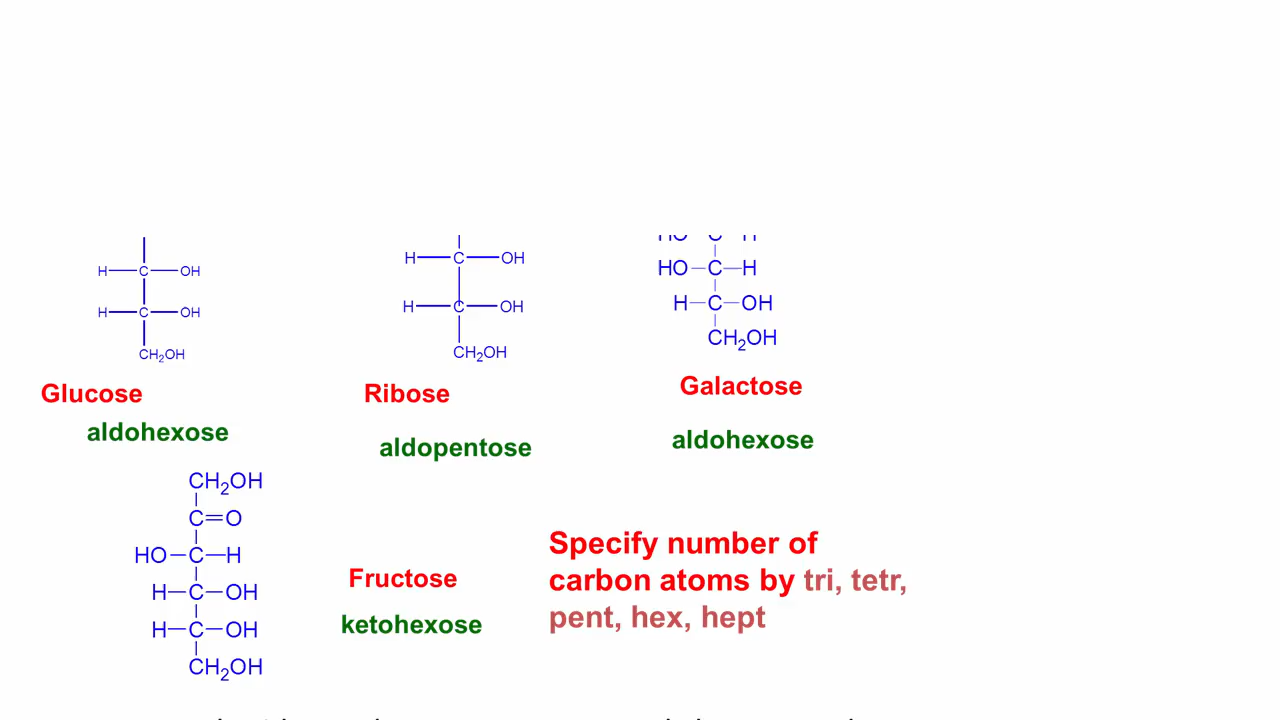 H C OH
H C OH
CH2OH
Glucose
aldohexose
H C OH
H C OH
CH2OH
Ribose
aldopentose
HO C H
HO–C–H
H–C–OH
CH2OH
Galactose
aldohexose
CH2OH
C=O
HO–C–H
H–C–OH
H–C–OH
CH2OH
Fructose
ketohexose
Specify number of
carbon atoms by tri, tetr,
pent, hex, hept